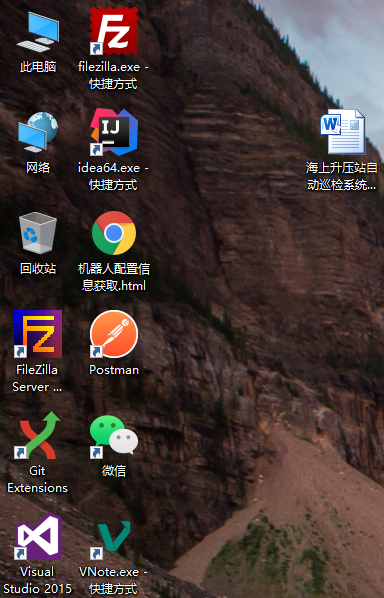 此电脑
filezilla.exe -
快捷方式
网络
idea64.exe -
快捷方式
海上升压站自
动巡检系统...
回收站
机器人配置信
息获取.html
FileZilla
Server ...
Postman
Git
Extensions
微信
Visual
Studio 2015
VNote.exe -
快捷方式